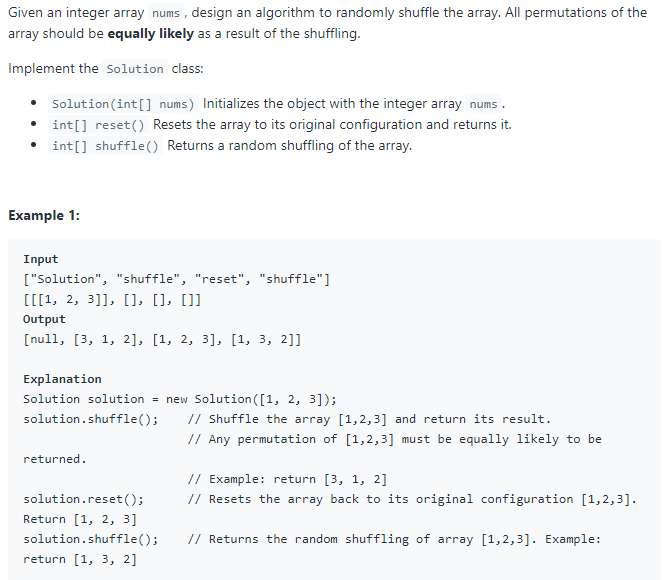 Given an integer array nums , design an algorithm to randomly shuffle the array. All permutations of the
array should be equally likely as a result of the shuffling.
Implement the Solution class:
• Solution(int[] nums) Initializes the object with the integer array nums .
• int[] reset() Resets the array to its original configuration and returns it.
• int[] shuffle() Returns a random shuffling of the array.
Example 1:
Input
["Solution", "shuffle", "reset", "shuffle"]
[[[1, 2, 3]], [], [], []]
Output
[null, [3, 1, 2], [1, 2, 3], [1, 3, 2]]
Explanation
Solution solution = new Solution([1, 2, 3]);
solution.shuffle();    // Shuffle the array [1,2,3] and return its result.
                       // Any permutation of [1,2,3] must be equally likely to be
returned.
                       // Example: return [3, 1, 2]
solution.reset();      // Resets the array back to its original configuration [1,2,3].
Return [1, 2, 3]
solution.shuffle();    // Returns the random shuffling of array [1,2,3]. Example:
return [1, 3, 2]